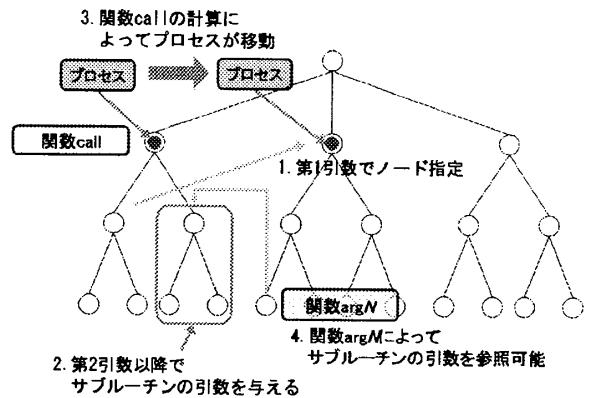 3. 関数callの計算に
よってプロセスが移動
プロセス
プロセス
関数call
1. 第1引数でノード指定
関数argN
4. 関数argNによって
サブルーチンの引数を参照可能
2. 第2引数以降で
サブルーチンの引数を与える